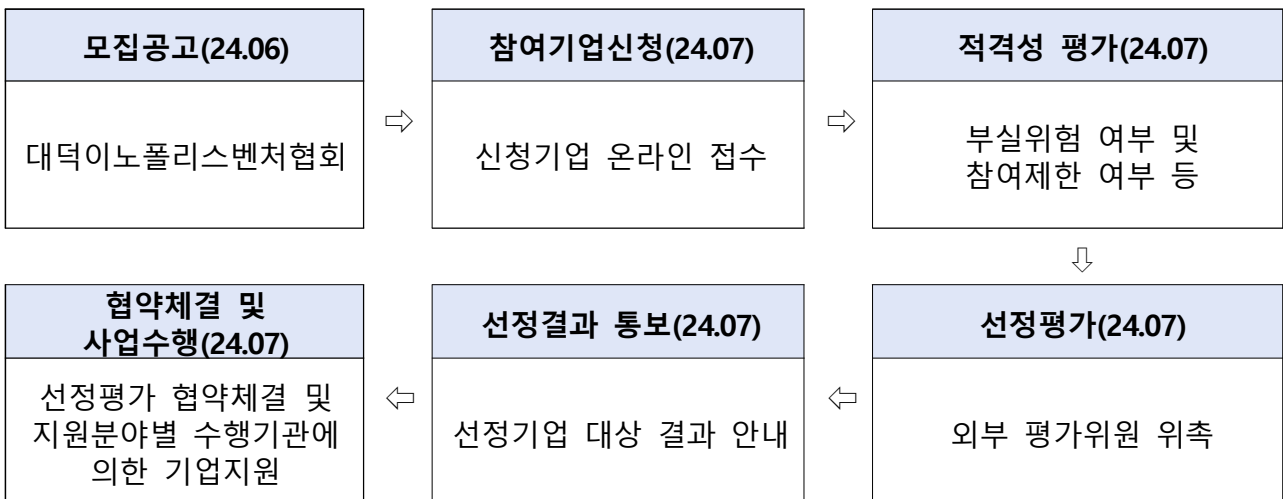 모집공고(24.06)
대덕이노폴리스벤처협회
⇨
참여기업신청(24.07)
신청기업 온라인 접수
⇨
적격성 평가(24.07)
부실위험 여부 및
참여제한 여부 등
⇩
선정평가(24.07)
외부 평가위원 위촉
⇦
선정결과 통보(24.07)
선정기업 대상 결과 안내
⇦
협약체결 및
사업수행(24.07)
선정평가 협약체결 및
지원분야별 수행기관에
의한 기업지원